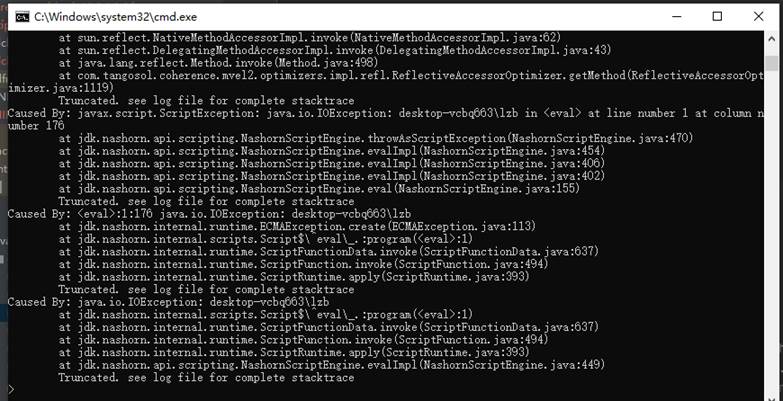 C:\Windows\system32\cmd.exe
at sun.reflect.NativeMethodAccessorImpl.invoke(NativeMethodAccessorImpl.java:62)
at sun.reflect.DelegatingMethodAccessorImpl.invoke(DelegatingMethodAccessorImpl.java:43)
at java.lang.reflect.Method.invoke(Method.java:498)
at com.tangosol.coherence.mvel2.optimizers.impl.refl.ReflectiveAccessorOptimizer.getMethod(ReflectiveAccessorOpt
imizer.java:1119)
Truncated. see log file for complete stacktrace
Caused By: javax.script.ScriptException: java.io.IOException: desktop-vcbq663\lzb in <eval> at line number 1 at column n
umber 176
at jdk.nashorn.api.scripting.NashornScriptEngine.throwAsScriptException(NashornScriptEngine.java:470)
at jdk.nashorn.api.scripting.NashornScriptEngine.evalImpl(NashornScriptEngine.java:454)
at jdk.nashorn.api.scripting.NashornScriptEngine.evalImpl(NashornScriptEngine.java:406)
at jdk.nashorn.api.scripting.NashornScriptEngine.evalImpl(NashornScriptEngine.java:402)
at jdk.nashorn.api.scripting.NashornScriptEngine.eval(NashornScriptEngine.java:155)
Truncated. see log file for complete stacktrace
Caused By: <eval>:1:176 java.io.IOException: desktop-vcbq663\lzb
at jdk.nashorn.internal.runtime.ECMAException.create(ECMAException.java:113)
at jdk.nashorn.internal.scripts.Script$\^eval\_.:program(<eval>:1)
at jdk.nashorn.internal.runtime.ScriptFunctionData.invoke(ScriptFunctionData.java:637)
at jdk.nashorn.internal.runtime.ScriptFunction.invoke(ScriptFunction.java:494)
at jdk.nashorn.internal.runtime.ScriptRuntime.apply(ScriptRuntime.java:393)
Truncated. see log file for complete stacktrace
Caused By: java.io.IOException: desktop-vcbq663\lzb
at jdk.nashorn.internal.scripts.Script$\^eval\_.:program(<eval>:1)
at jdk.nashorn.internal.runtime.ScriptFunctionData.invoke(ScriptFunctionData.java:637)
at jdk.nashorn.internal.runtime.ScriptFunction.invoke(ScriptFunction.java:494)
at jdk.nashorn.internal.runtime.ScriptRuntime.apply(ScriptRuntime.java:393)
at jdk.nashorn.api.scripting.NashornScriptEngine.evalImpl(NashornScriptEngine.java:449)
Truncated. see log file for complete stacktrace
>